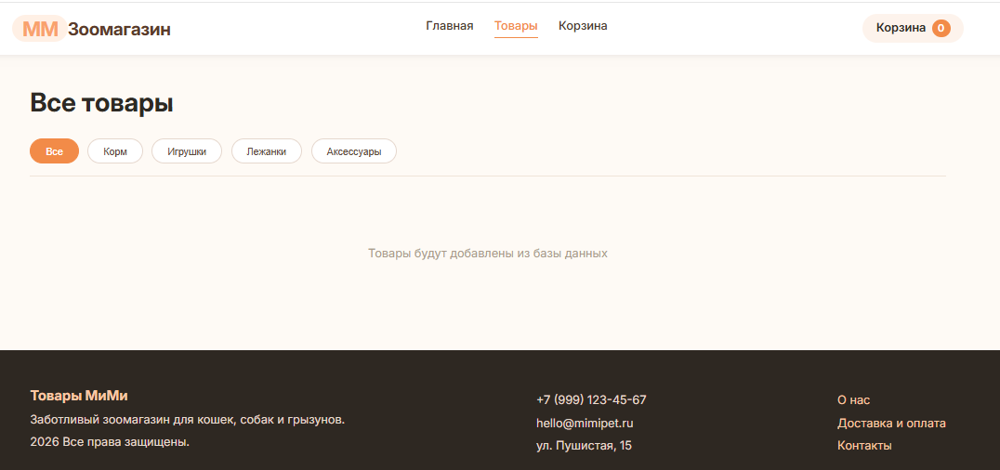 ММ Зоомагазин
Главная Товары Корзина
Корзина 0
Все товары
Все Корм Игрушки Лежанки Аксессуары
Товары будут добавлены из базы данных
Товары МиМи
Заботливый зоомагазин для кошек, собак и грызунов.
2026 Все права защищены.
+7 (999) 123-45-67
hello@mimipet.ru
ул. Пушистая, 15
О нас
Доставка и оплата
Контакты